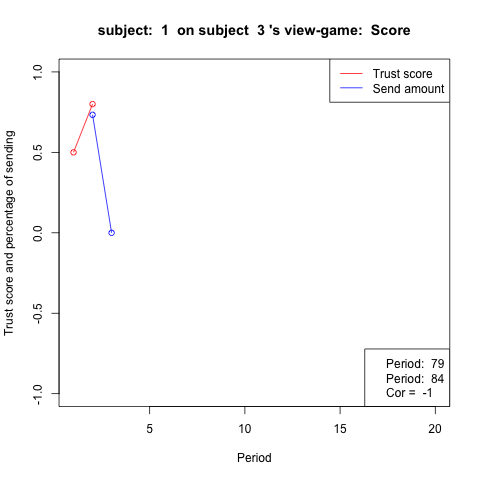 subject:  1  on subject  3 's view-game:  Score
Trust score
Send amount
Trust score and percentage of sending
1.0
0.5
0.0
-0.5
-1.0
Period:  79
Period:  84
Cor =  -1
5
10
15
20
Period